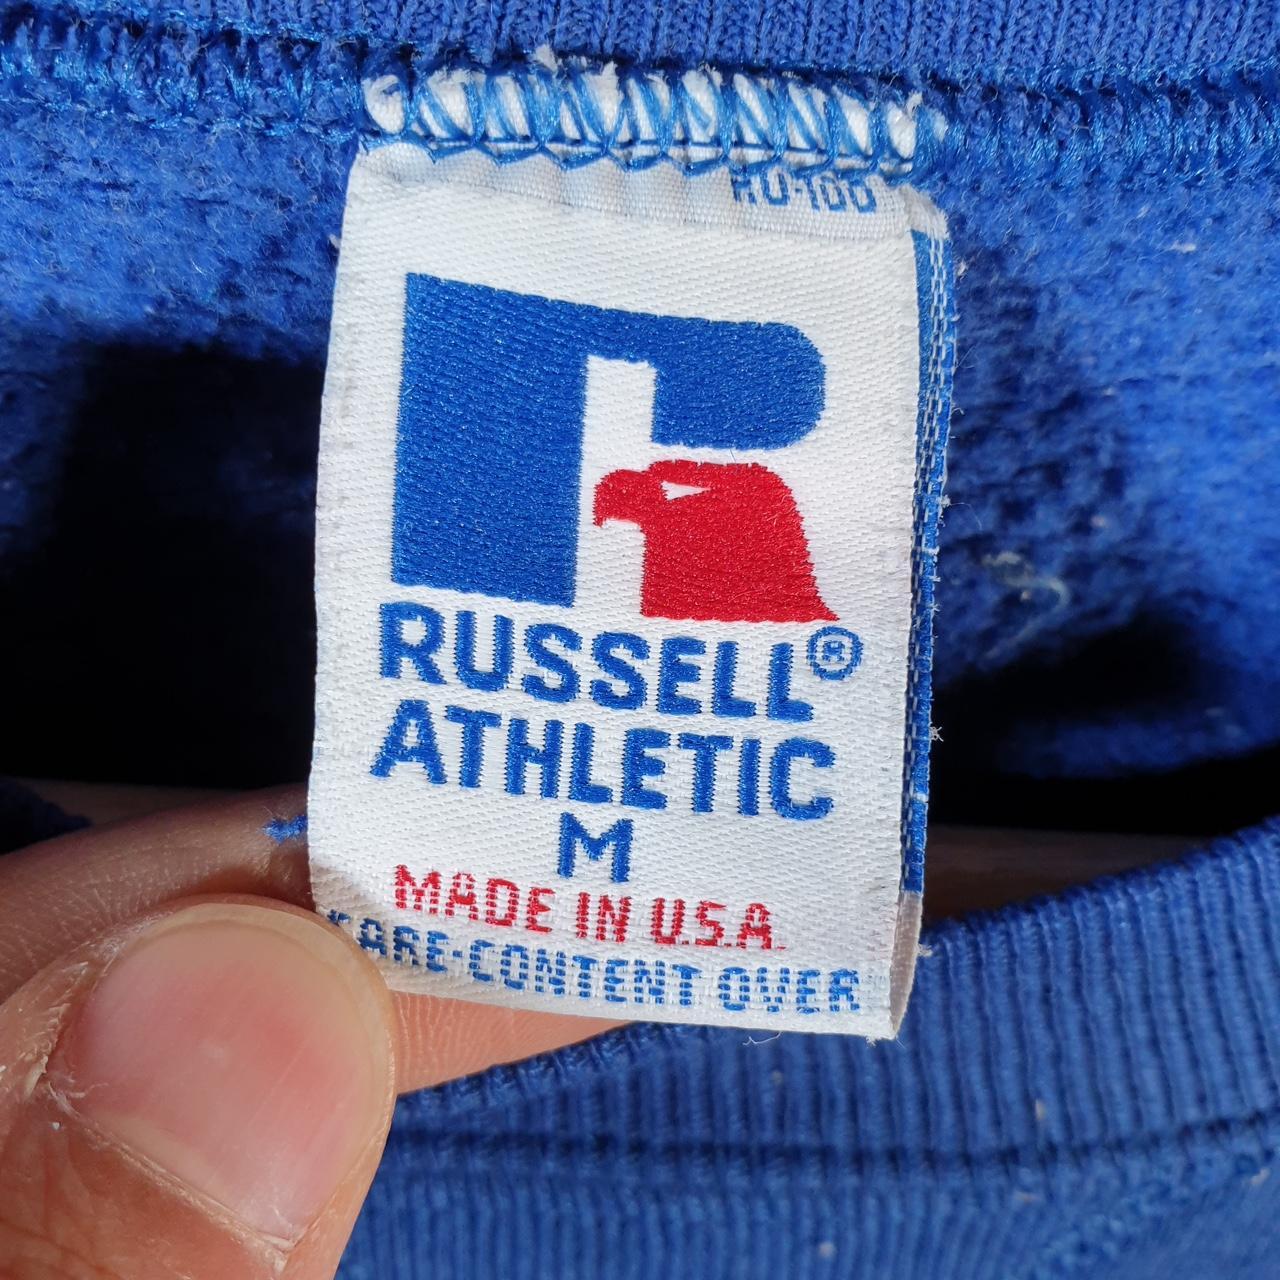 RUSSELL®
ATHLETIC
M
MADE IN U.S.A.
CARE-CONTENT OVER